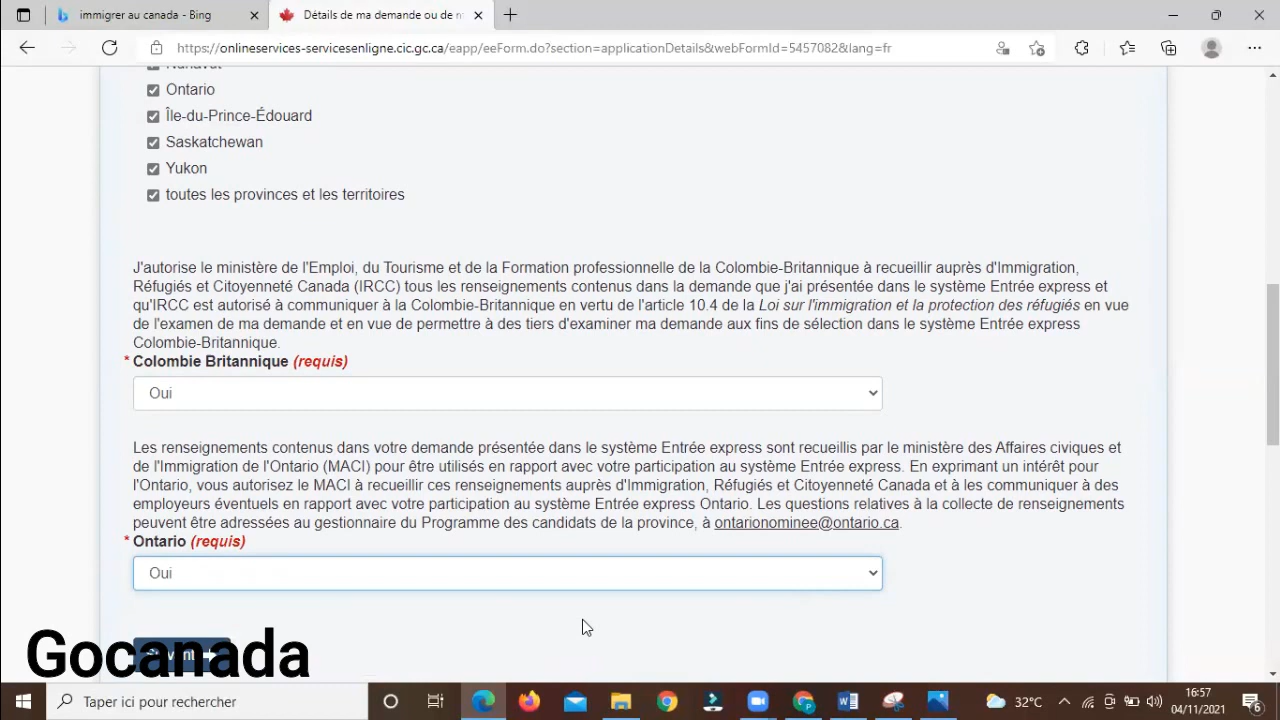 immigrer au canada - Bing
Détails de ma demande ou de m
https://onlineservices-servicesenligne.cic.gc.ca/eapp/eeForm.do?section=applicationDetails&webFormId=5457082&lang=fr
Nunavut
Ontario
Île-du-Prince-Édouard
Saskatchewan
Yukon
toutes les provinces et les territoires
J'autorise le ministère de l'Emploi, du Tourisme et de la Formation professionnelle de la Colombie-Britannique à recueillir auprès d'Immigration,
Réfugiés et Citoyenneté Canada (IRCC) tous les renseignements contenus dans la demande que j'ai présentée dans le système Entrée express et
qu'IRCC est autorisé à communiquer à la Colombie-Britannique en vertu de l'article 10.4 de la Loi sur l'immigration et la protection des réfugiés en vue
de l'examen de ma demande et en vue de permettre à des tiers d'examiner ma demande aux fins de sélection dans le système Entrée express
Colombie-Britannique.
* Colombie Britannique (requis)
Oui
Les renseignements contenus dans votre demande présentée dans le système Entrée express sont recueillis par le ministère des Affaires civiques et
de l'Immigration de l'Ontario (MACI) pour être utilisés en rapport avec votre participation au système Entrée express. En exprimant un intérêt pour
l'Ontario, vous autorisez le MACI à recueillir ces renseignements auprès d'Immigration, Réfugiés et Citoyenneté Canada et à les communiquer à des
employeurs éventuels en rapport avec votre participation au système Entrée express Ontario. Les questions relatives à la collecte de renseignements
peuvent être adressées au gestionnaire du Programme des candidats de la province, à ontarionominee@ontario.ca.
* Ontario (requis)
Oui
Gocanada
Taper ici pour rechercher
32°C
16:57
04/11/2021
6